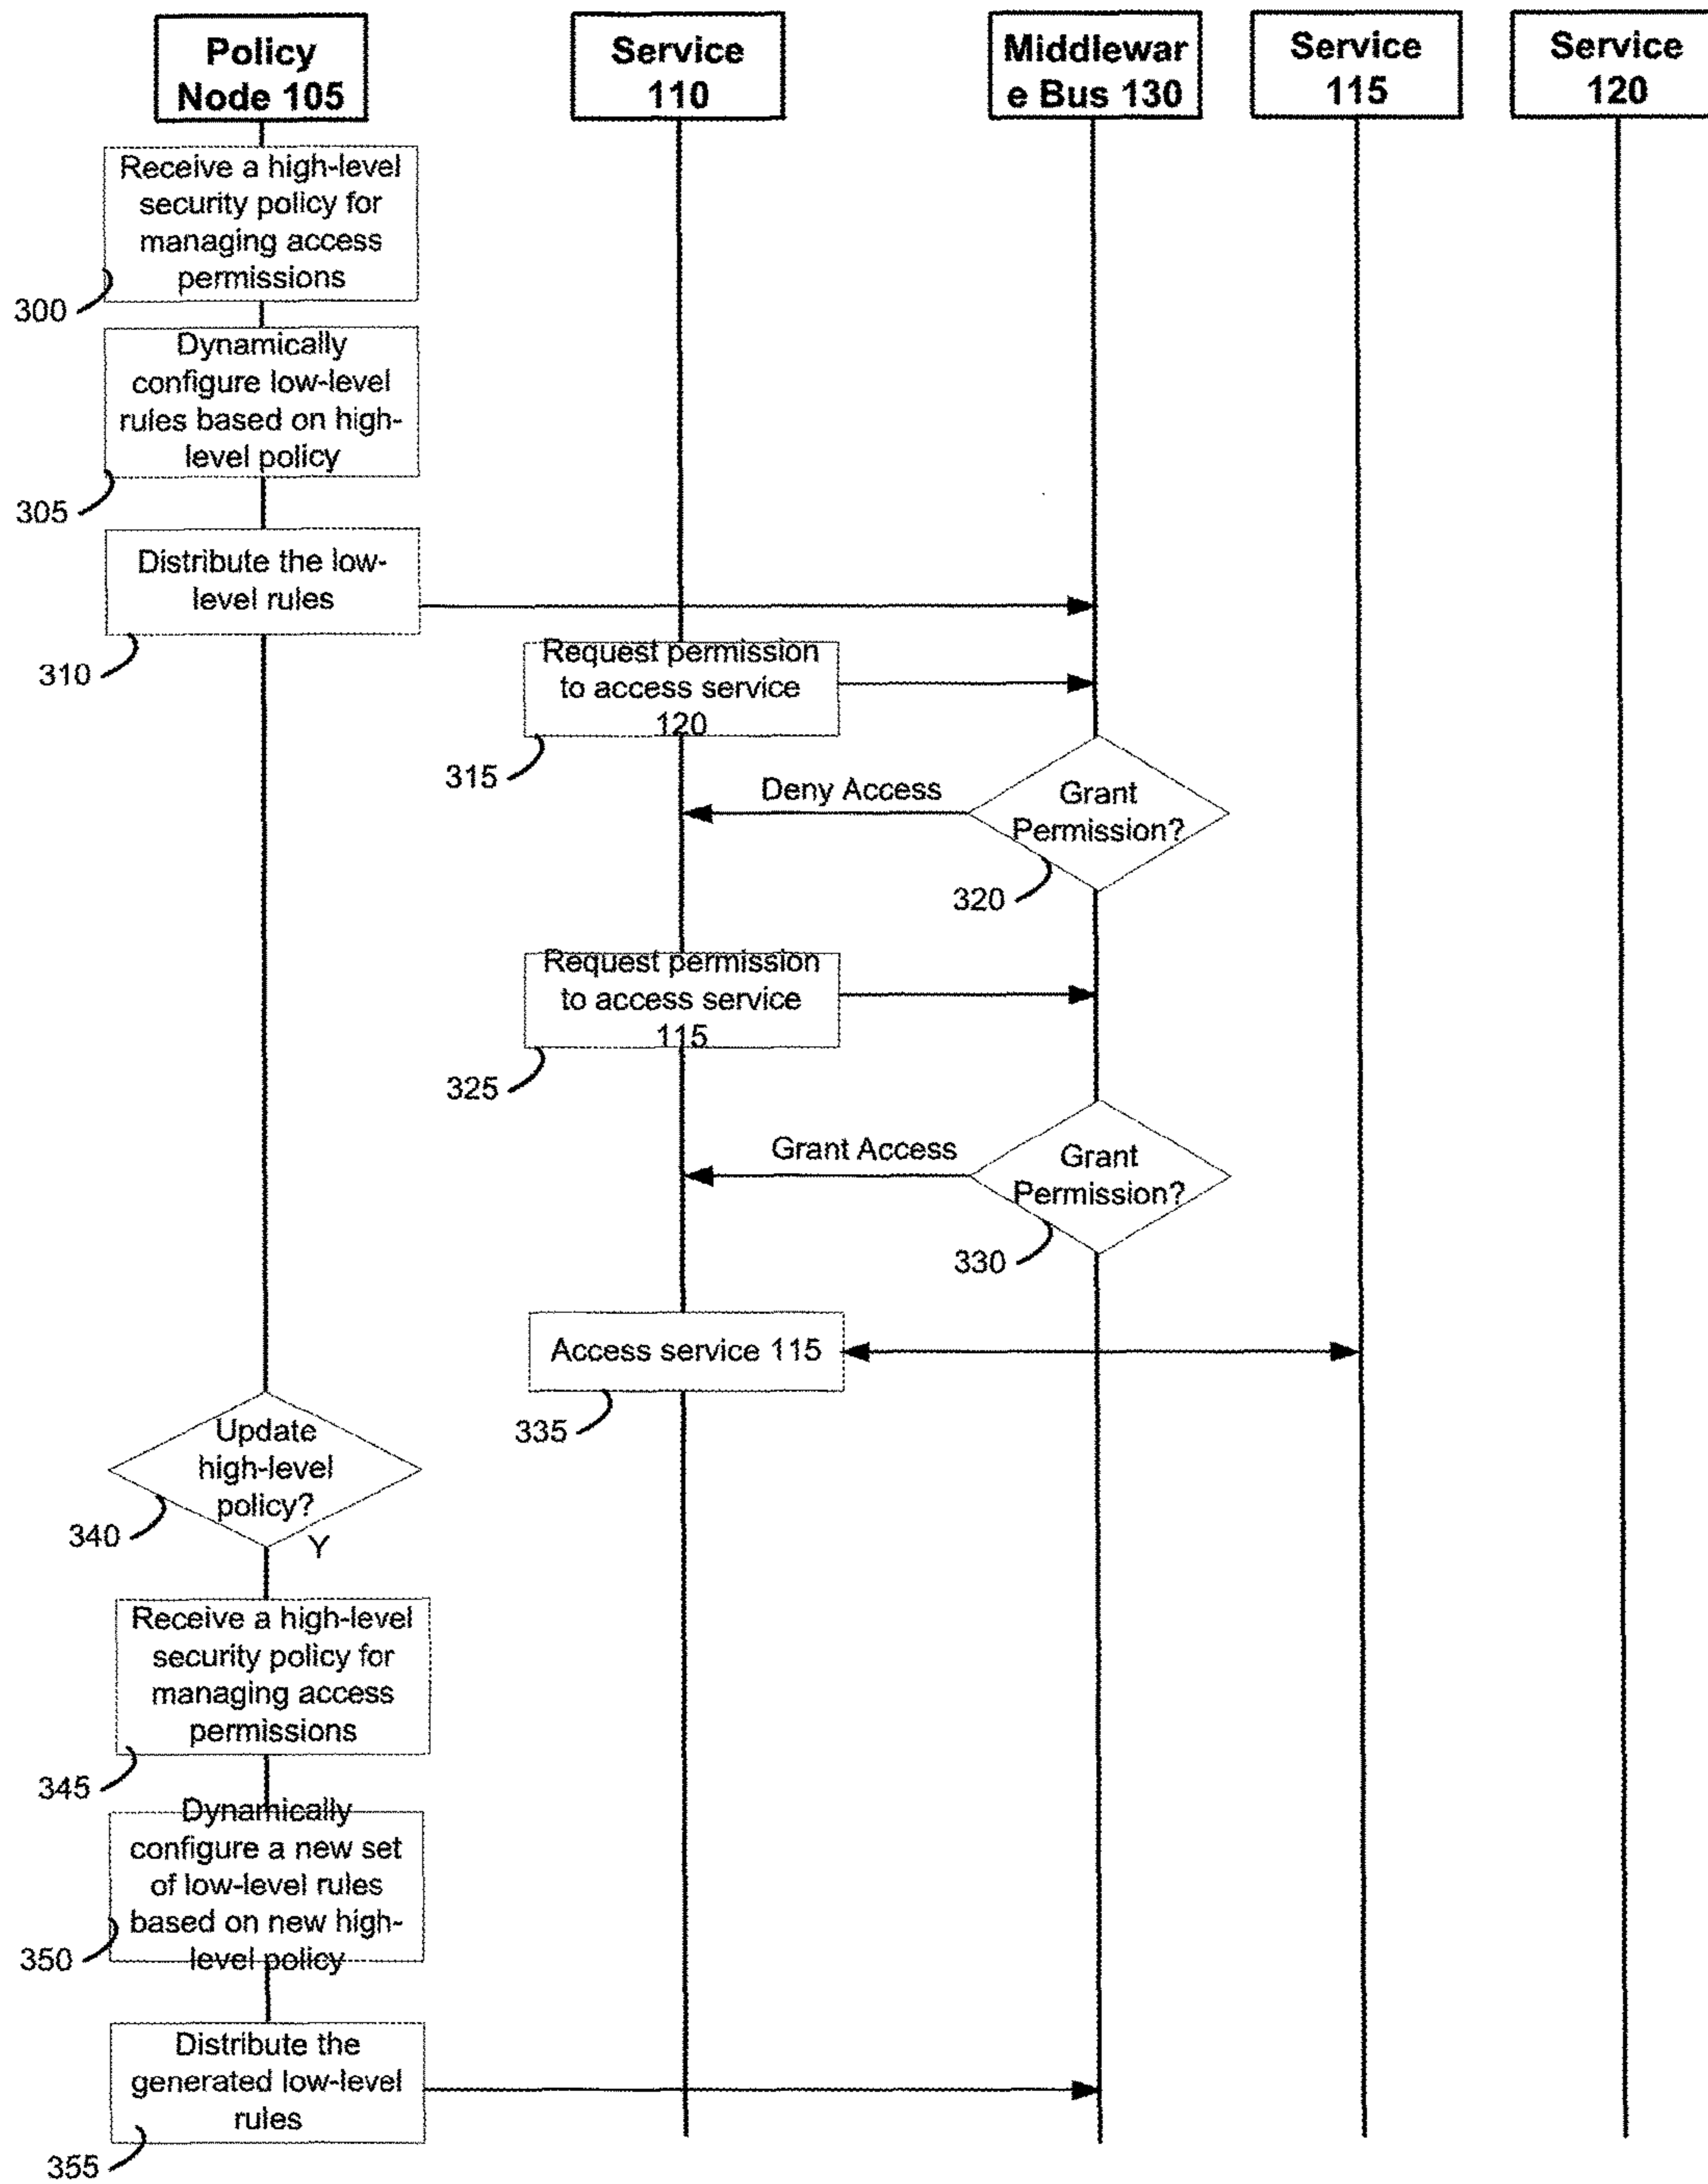 Policy
Node 105
Service
110
Middlewar
e Bus 130
Service
115
Service
120
Receive a high-level
security policy for
managing access
permissions
300
Dynamically
configure low-level
rules based on high-
level policy
305
Distribute the low-
level rules
310
Request permission
to access service
120
315
Deny Access
Grant
Permission?
320
Request permission
to access service
115
325
Grant Access
Grant
Permission?
330
Access service 115
335
Update
high-level
policy?
340
Y
Receive a high-level
security policy for
managing access
permissions
345
Dynamically
configure a new set
of low-level rules
based on new high-
level policy
350
Distribute the
generated low-level
rules
355